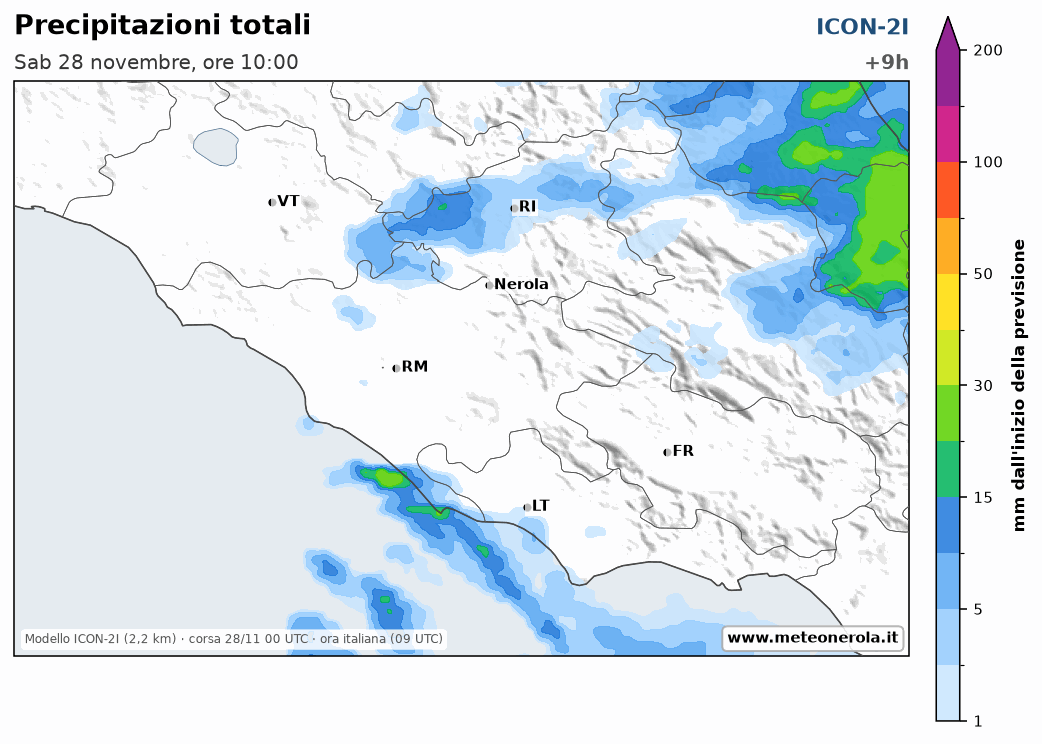 Precipitazioni totali
ICON-2I
Sab 28 novembre, ore 10:00
+9h
200
100
50
30
15
5
1
mm dall'inizio della previsione
VT
RI
Nerola
RM
FR
LT
Modello ICON-2I (2,2 km) · corsa 28/11 00 UTC · ora italiana (09 UTC)
www.meteonerola.it